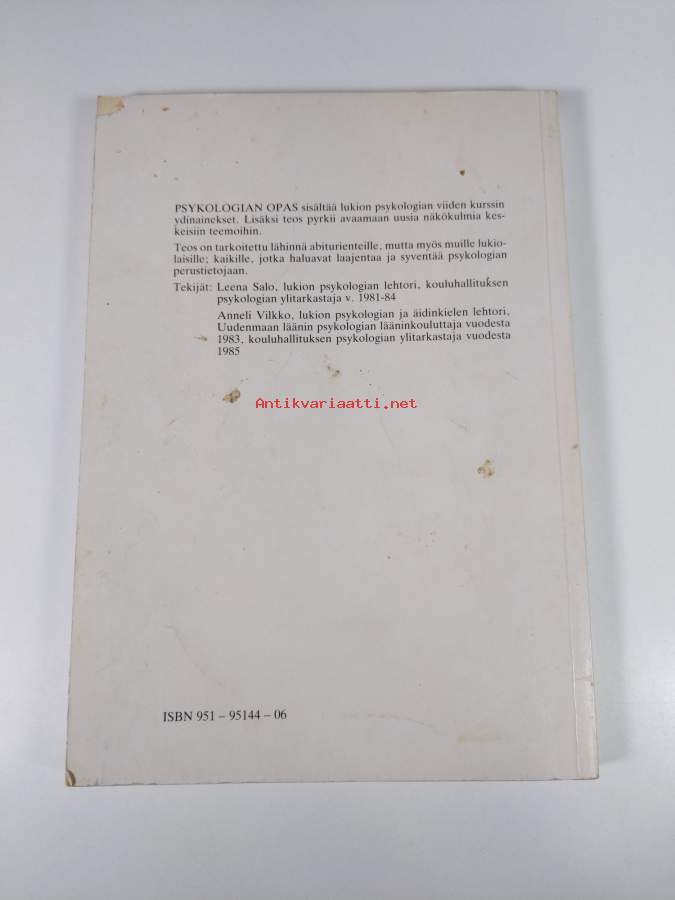 PSYKOLOGIAN OPAS sisältää lukion psykologian viiden kurssin
ydinainekset. Lisäksi teos pyrkii avaamaan uusia näkökulmia kes-
keisiin teemoihin.
Teos on tarkoitettu lähinnä abiturienteille, mutta myös muille lukio-
laisille; kaikille, jotka haluavat laajentaa ja syventää psykologian
perustietojaan.
Tekijät: Leena Salo, lukion psykologian lehtori, kouluhallituksen
psykologian ylitarkastaja v. 1981-84
Anneli Vilkko, lukion psykologian ja äidinkielen lehtori,
Uudenmaan läänin psykologian lääninkouluttaja vuodesta
1983, kouluhallituksen psykologian ylitarkastaja vuodesta
1985
Antikvariaatti.net
ISBN 951 – 95144 – 06